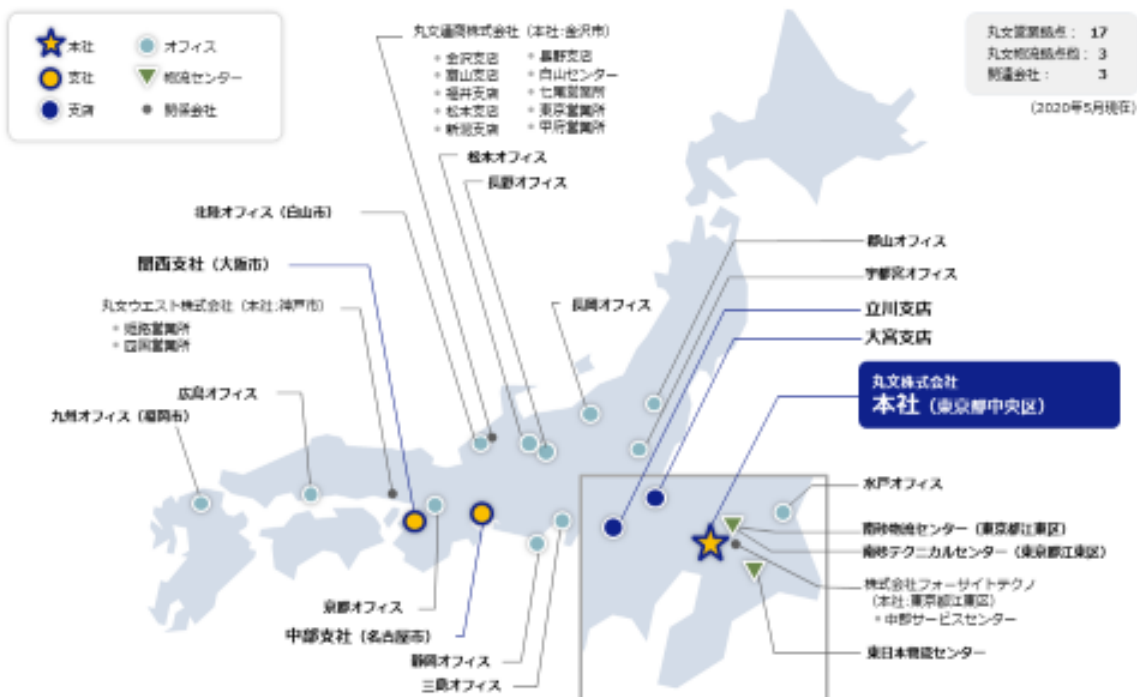 本社
オフィス
支社
物流センター
支店
関係会社
丸文通商株式会社（本社:金沢市）
金沢支店
長野支店
富山支店
白山センター
福井支店
七尾営業所
松本支店
東京営業所
新潟支店
甲府営業所
丸文営業拠点： 17
丸文物流拠点他： 3
関連会社： 3
(2020年5月現在)
松本オフィス
長野オフィス
北陸オフィス（白山市）
関西支社（大阪市）
丸文ウエスト株式会社（本社:神戸市）
姫路営業所
四国営業所
広島オフィス
九州オフィス（福岡市）
長岡オフィス
郡山オフィス
宇都宮オフィス
立川支店
大宮支店
丸文株式会社
本社（東京都中央区）
水戸オフィス
南砂物流センター（東京都江東区）
南砂テクニカルセンター（東京都江東区）
株式会社フォーサイトテクノ
（本社:東京都江東区）
中部サービスセンター
東日本物流センター
京都オフィス
中部支社（名古屋市）
静岡オフィス
三島オフィス